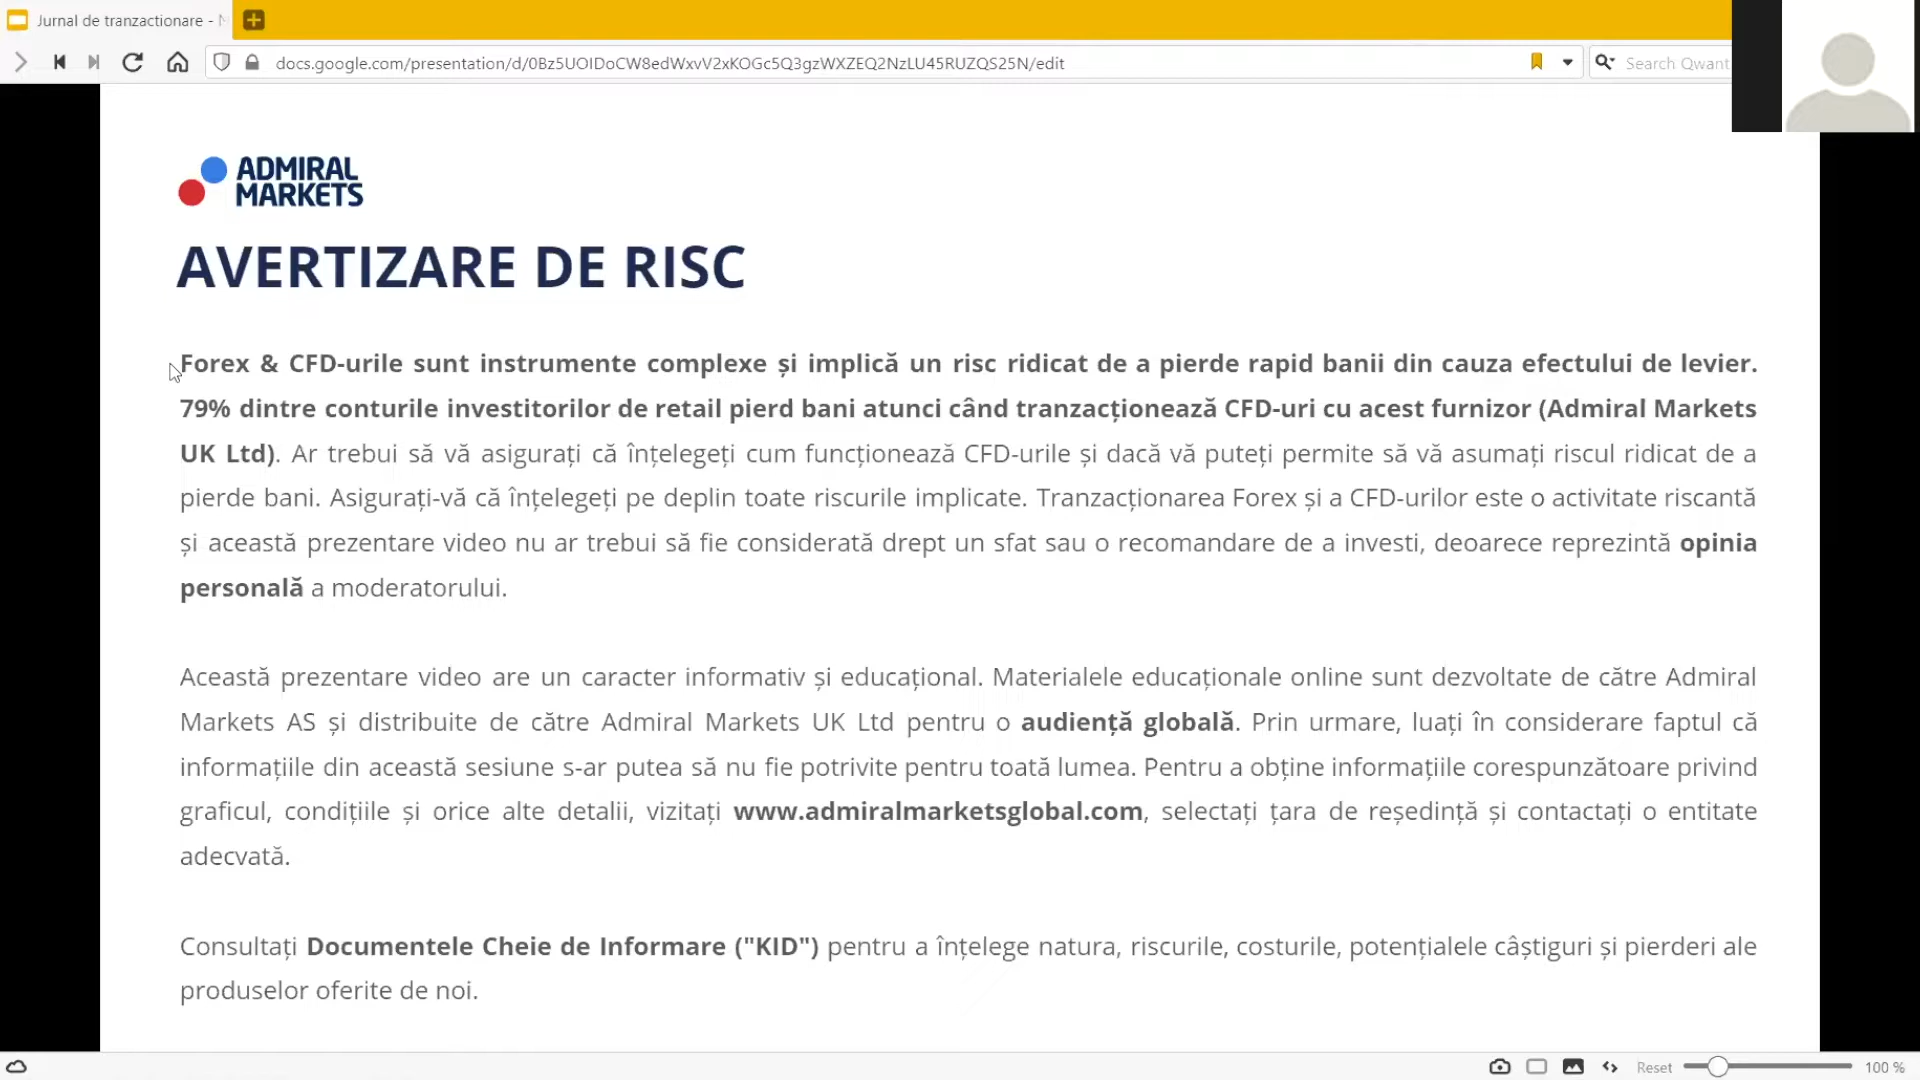 Jurnal de tranzactionare -
docs.google.com/presentation/d/0Bz5UOIDoCW8edWxvV2xKOGc5Q3gzWXZEQ2NzLU45RUZQS25N/edit
Search Qwant
ADMIRAL
MARKETS
AVERTIZARE DE RISC
Forex & CFD-urile sunt instrumente complexe și implică un risc ridicat de a pierde rapid banii din cauza efectului de levier.
79% dintre conturile investitorilor de retail pierd bani atunci când tranzacționează CFD-uri cu acest furnizor (Admiral Markets
UK Ltd). Ar trebui să vă asigurați că înțelegeți cum funcționează CFD-urile și dacă vă puteți permite să vă asumați riscul ridicat de a
pierde bani. Asigurați-vă că înțelegeți pe deplin toate riscurile implicate. Tranzacționarea Forex și a CFD-urilor este o activitate riscantă
și această prezentare video nu ar trebui să fie considerată drept un sfat sau o recomandare de a investi, deoarece reprezintă opinia
personală a moderatorului.
Această prezentare video are un caracter informativ și educațional. Materialele educaționale online sunt dezvoltate de către Admiral
Markets AS și distribuite de către Admiral Markets UK Ltd pentru o audiență globală. Prin urmare, luați în considerare faptul că
informațiile din această sesiune s-ar putea să nu fie potrivite pentru toată lumea. Pentru a obține informațiile corespunzătoare privind
graficul, condițiile și orice alte detalii, vizitați www.admiralmarketsglobal.com, selectați țara de reședință și contactați o entitate
adecvată.
Consultați Documentele Cheie de Informare ("KID") pentru a înțelege natura, riscurile, costurile, potențialele câștiguri și pierderi ale
produselor oferite de noi.
Reset 100 %